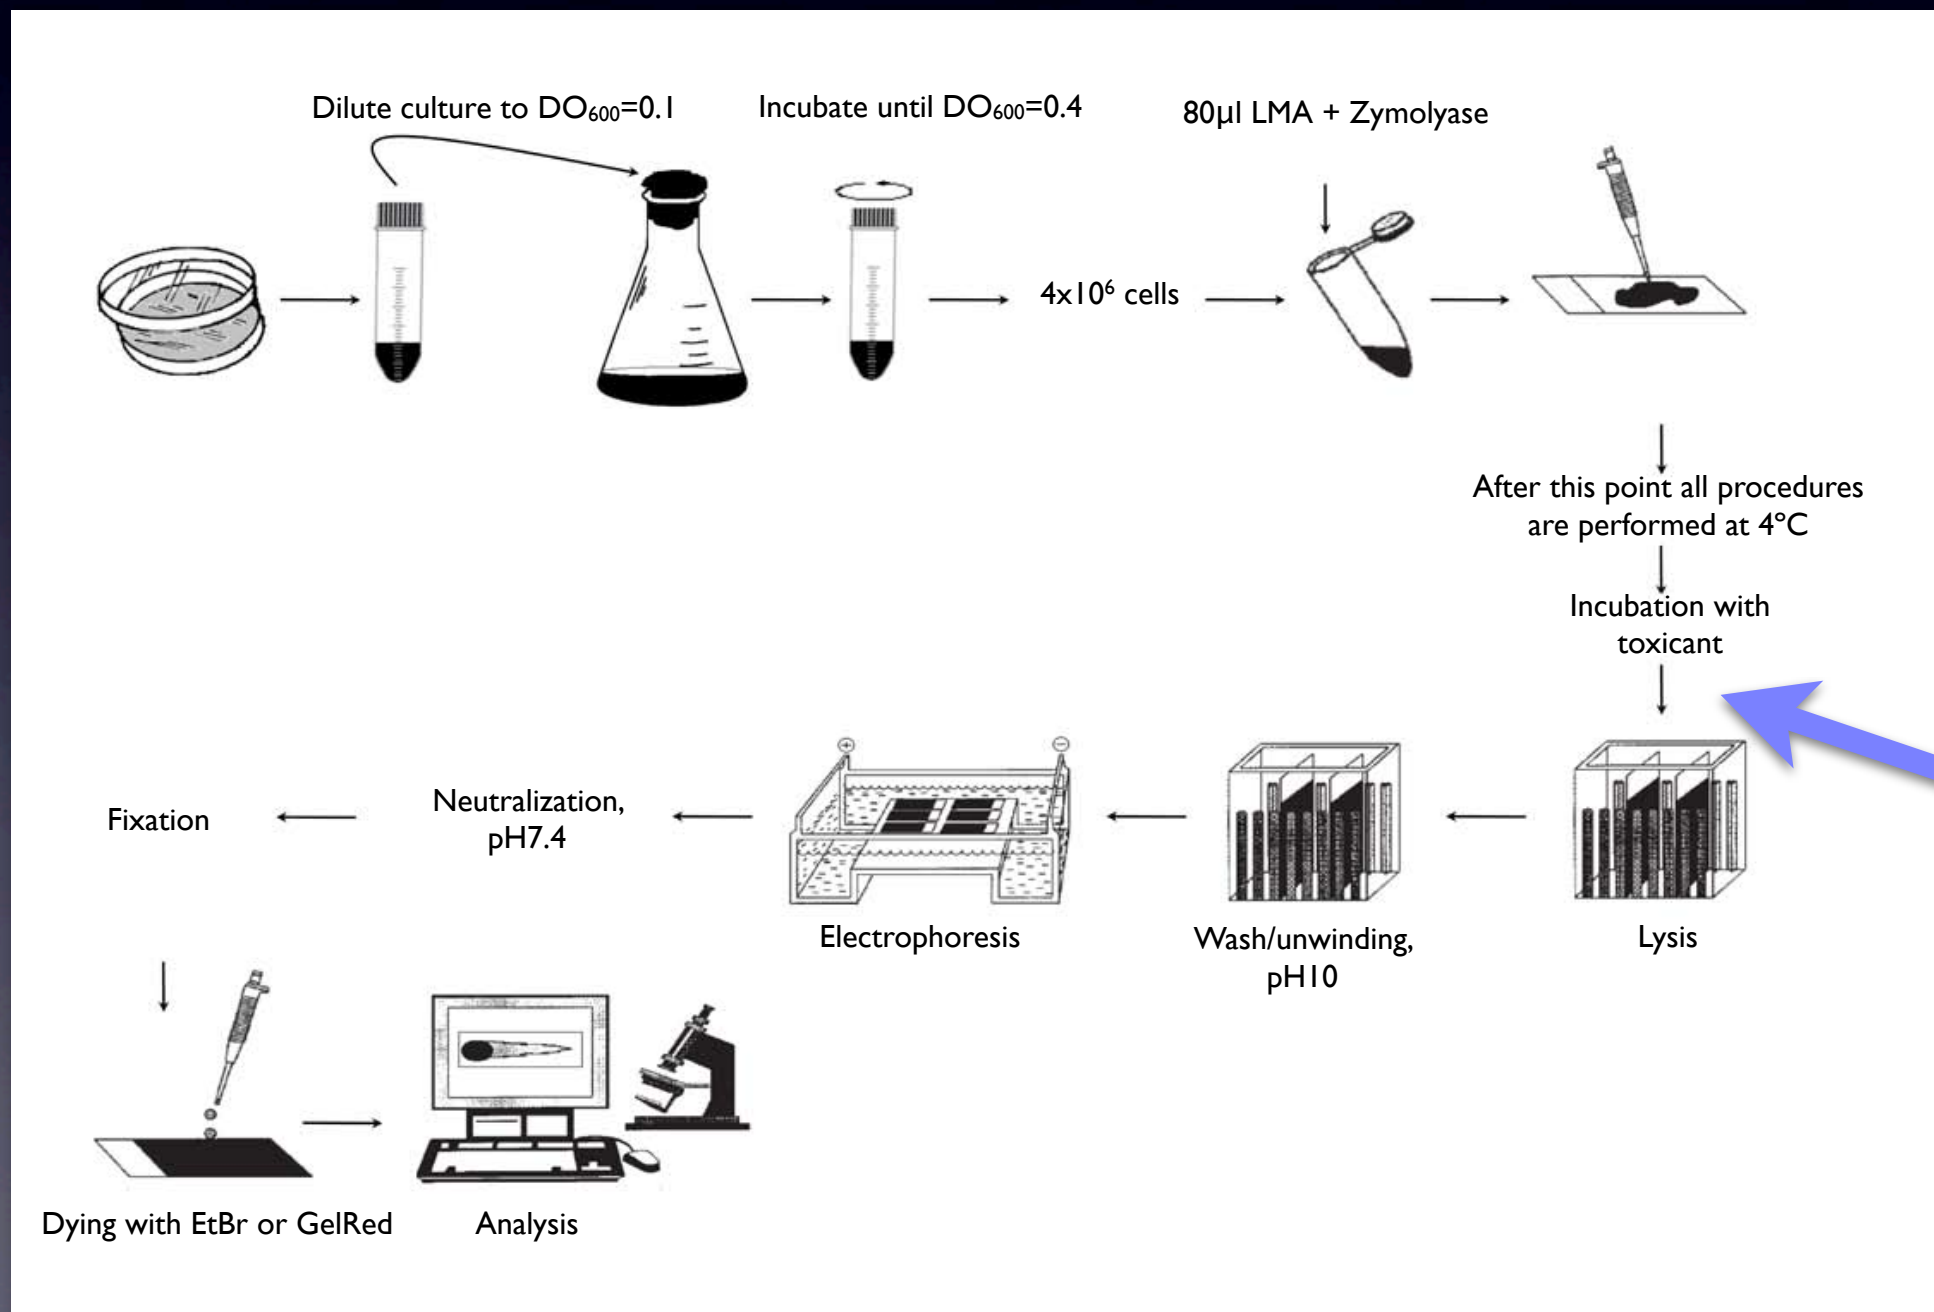 Dilute culture to DO₆₀₀=0.1
Incubate until DO₆₀₀=0.4
80µl LMA + Zymolyase
4x10⁶ cells
After this point all procedures
are performed at 4ºC
Incubation with
toxicant
Lysis
Wash/unwinding,
pH10
+
−
Electrophoresis
Neutralization,
pH7.4
Fixation
Dying with EtBr or GelRed
Analysis